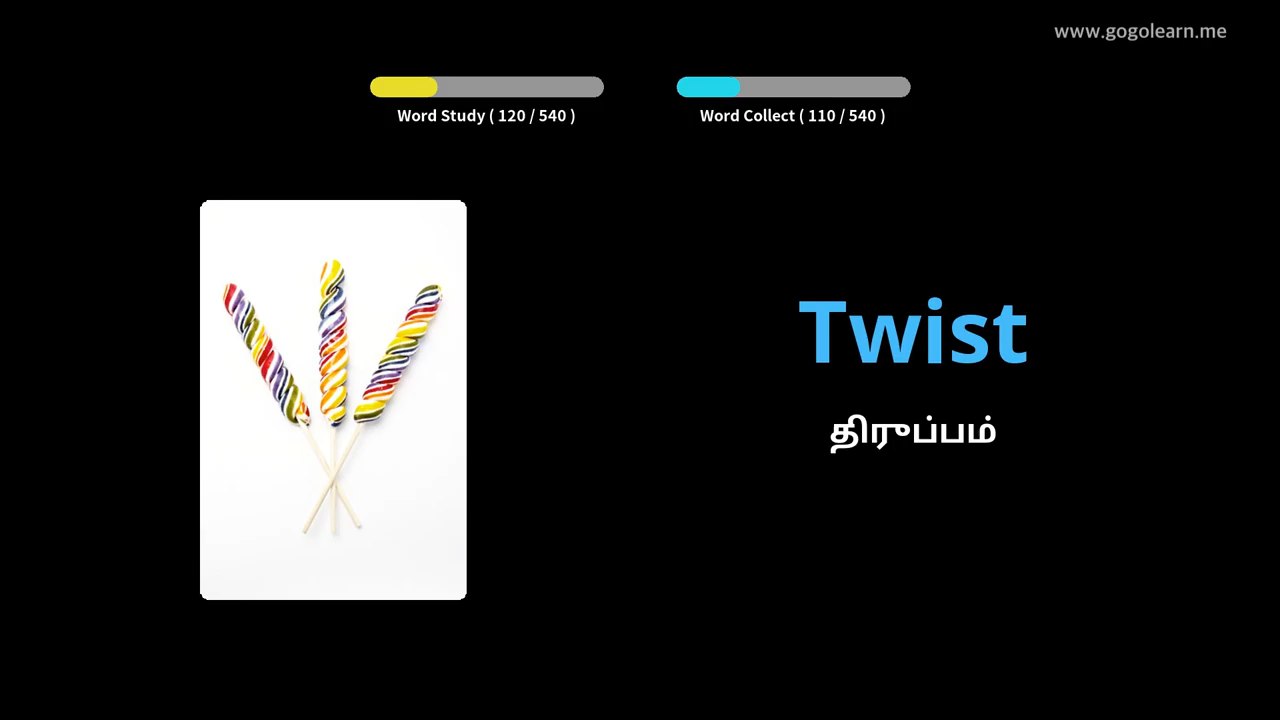 www.gogolearn.me
Word Study ( 120 / 540 )
Word Collect ( 110 / 540 )
Twist
திருப்பம்